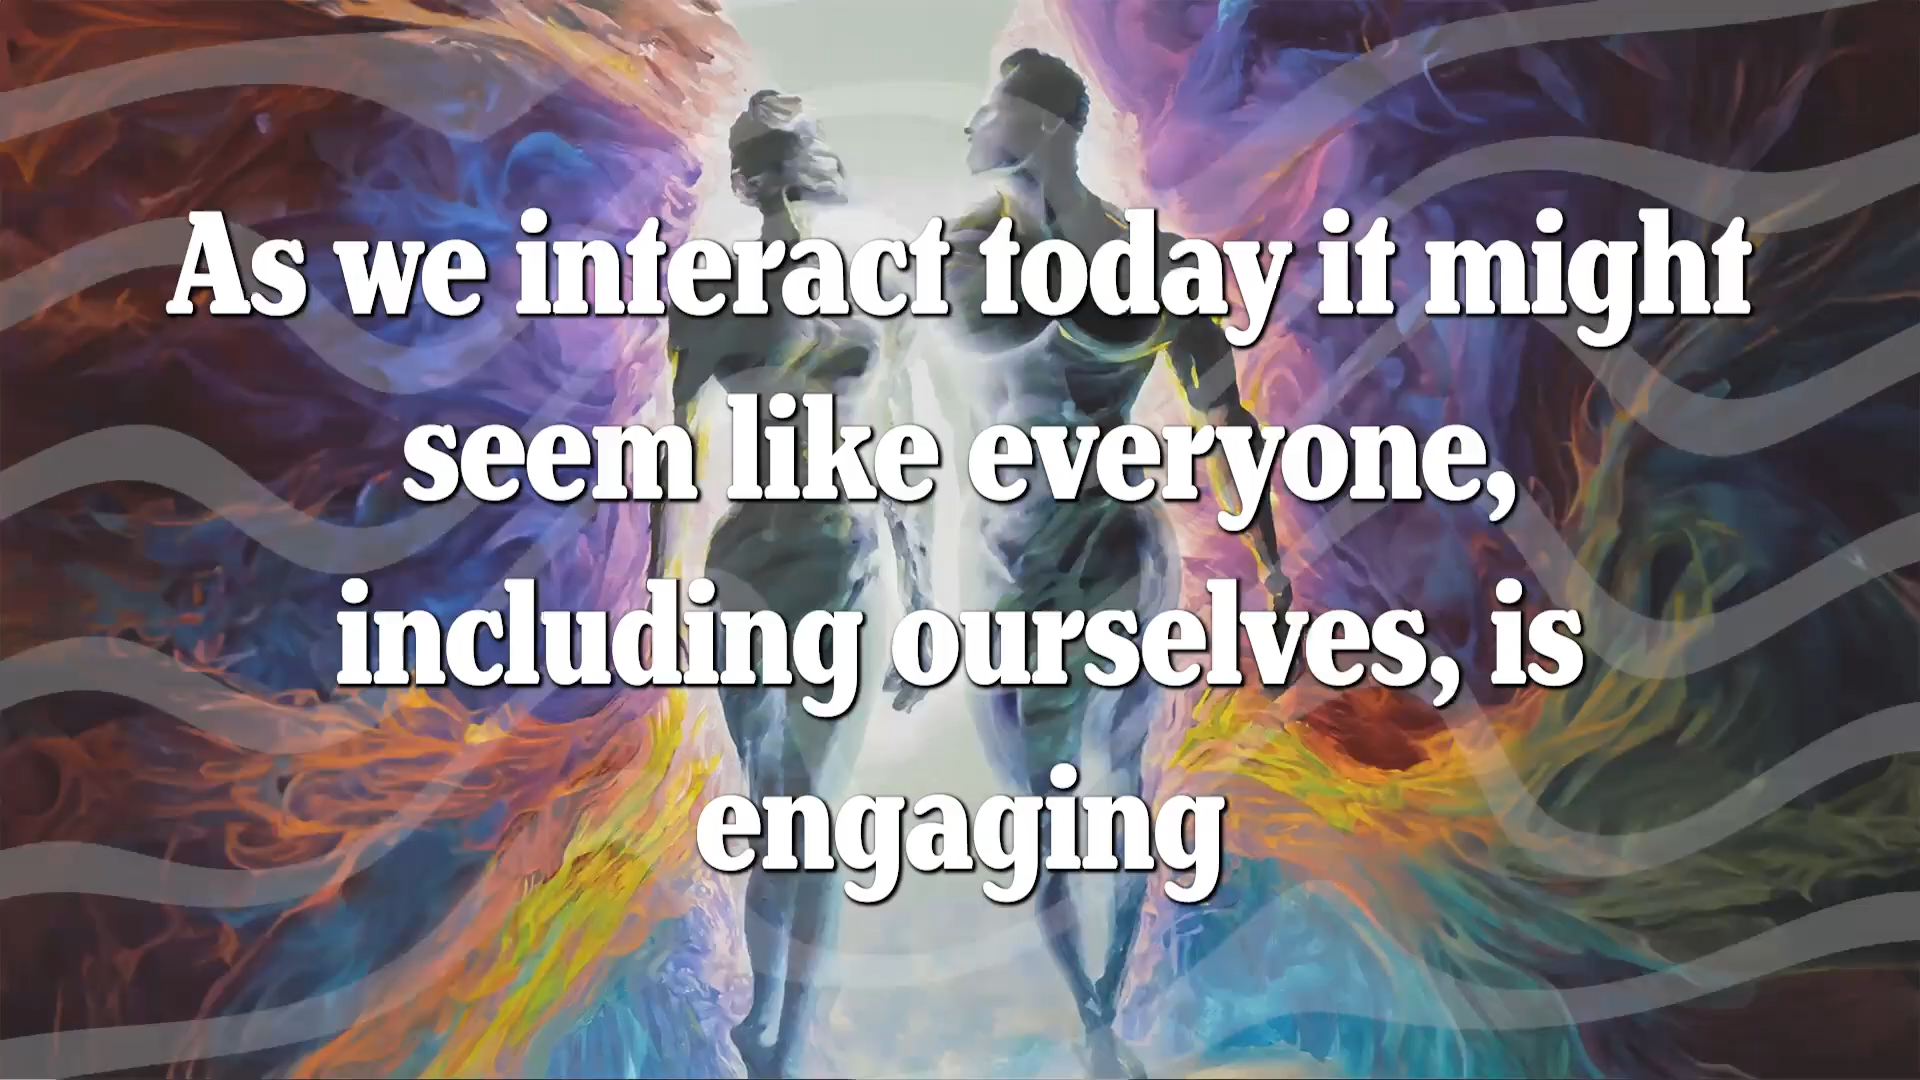 As we interact today it might
seem like everyone,
including ourselves, is
engaging